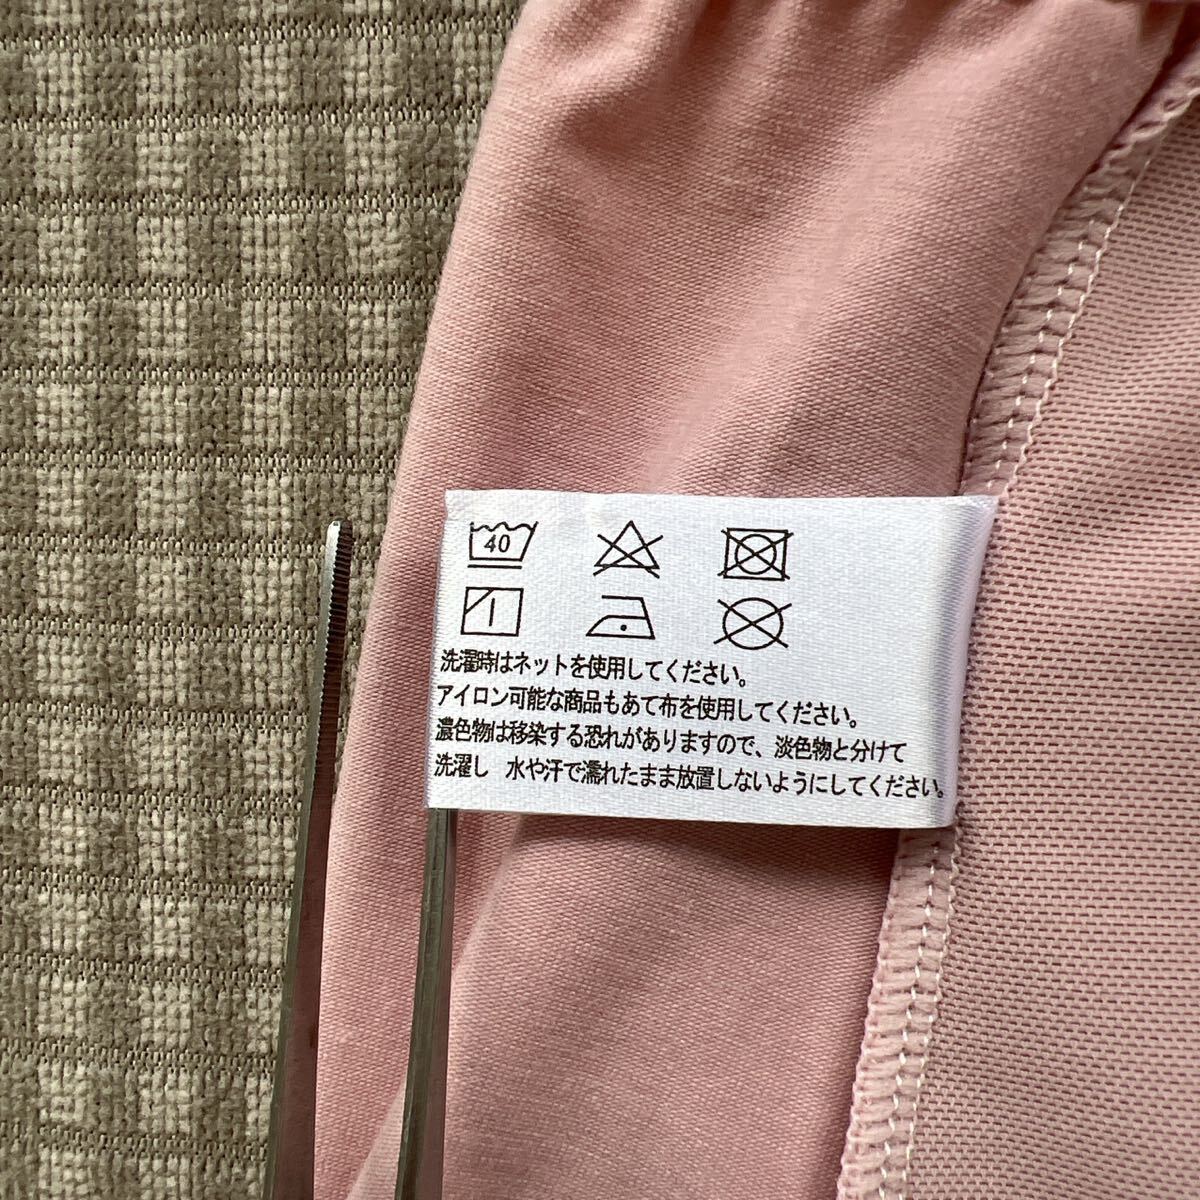 40
洗濯時はネットを使用してください。
アイロン可能な商品もあて布を使用してください。
濃色物は移染する恐れがありますので、淡色物と分けて
洗濯し 水や汗で濡れたまま放置しないようにしてください。